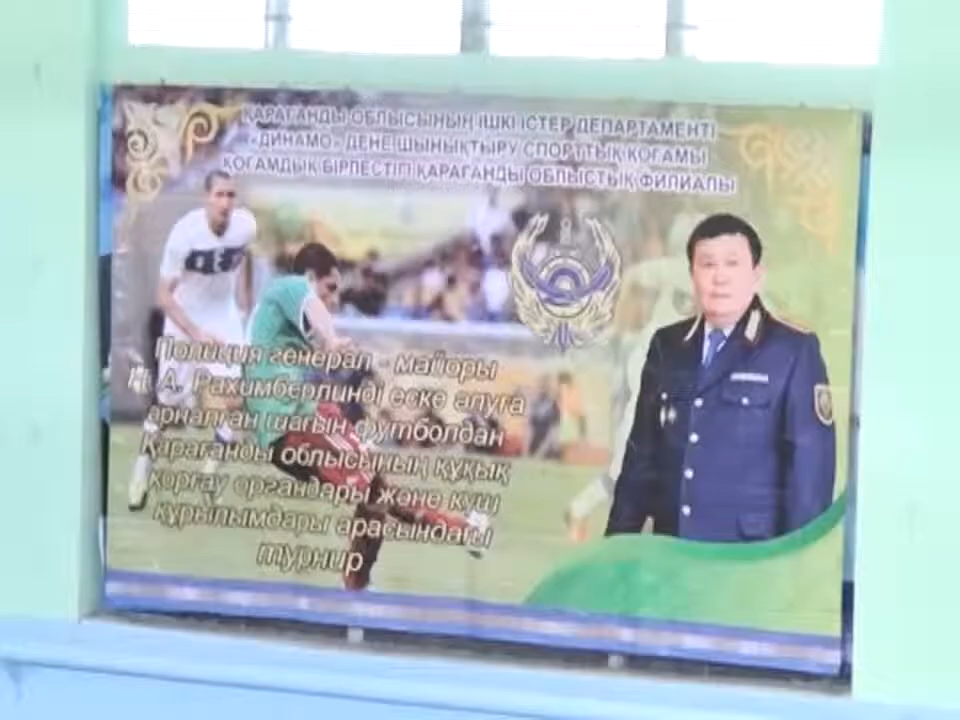 ҚАРАҒАНДЫ ОБЛЫСЫНЫҢ ІШКІ ІСТЕР ДЕПАРТАМЕНТІ
«ДИНАМО» ДЕНЕ ШЫНЫҚТЫРУ СПОРТТЫҚ ҚОҒАМЫ
ҚОҒАМДЫҚ БІРЛЕСТІГІ ҚАРАҒАНДЫ ОБЛЫСТЫҚ ФИЛИАЛЫ
Полиция генерал - майоры
Н. А. Рахимберлинді еске алуға
арналған шағын футболдан
Қарағанды облысының құқық
қорғау органдары және күш
құрылымдары арасындағы
турнир